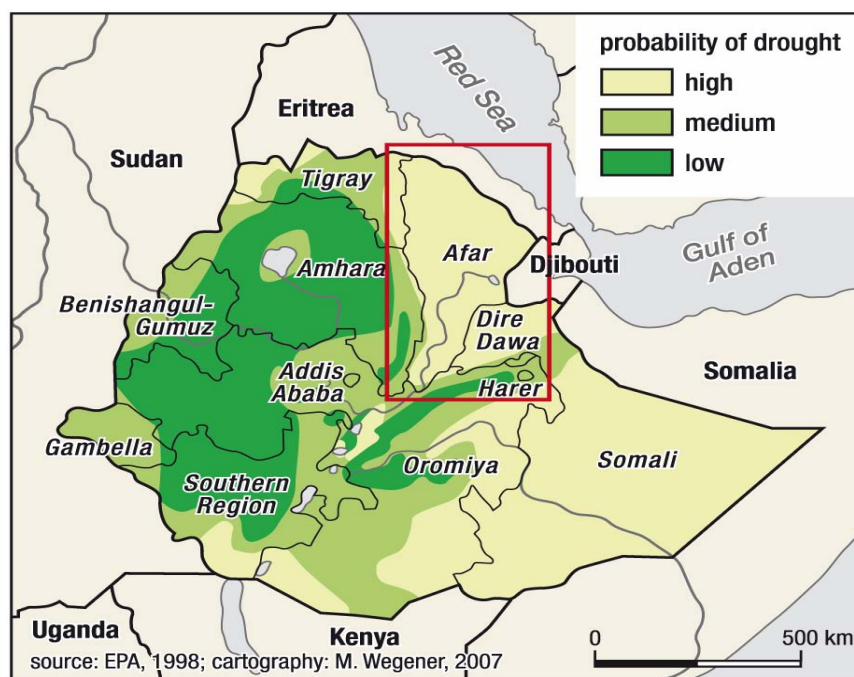 probability of drought
high
medium
low
Red Sea
Eritrea
Sudan
Tigray
Afar
Amhara
Djibouti
Gulf of
Aden
Benishangul-
Gumuz
Dire
Dawa
Addis
Ababa
Harer
Somalia
Gambella
Oromiya
Somali
Southern
Region
Uganda
Kenya
0 500 km
source: EPA, 1998; cartography: M. Wegener, 2007